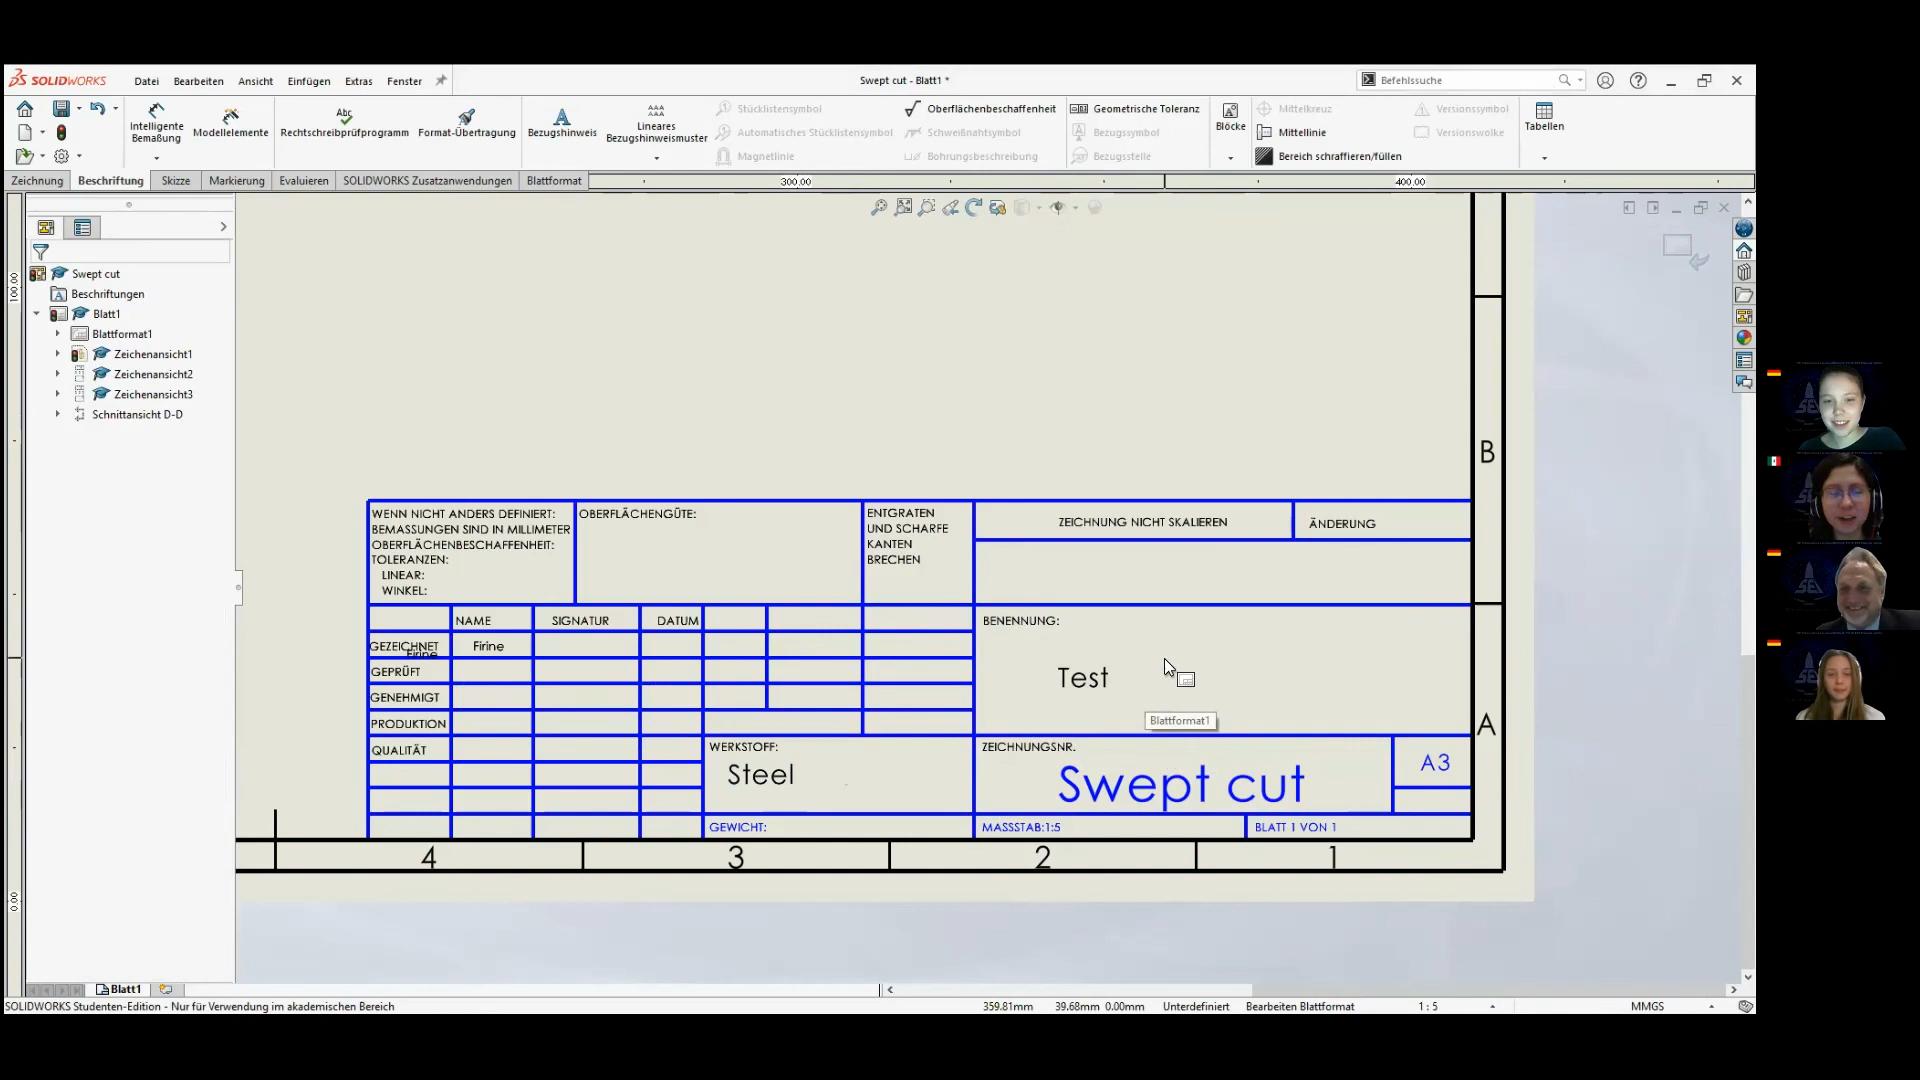 SOLIDWORKS
Datei Bearbeiten Ansicht Einfügen Extras Fenster
Swept cut - Blatt1 *
Befehlssuche
Intelligente Bemaßung
Modellelemente
Rechtschreibprüfprogramm
Format-Übertragung
Bezugshinweis
Lineares Bezugshinweismuster
Stücklistensymbol
Automatisches Stücklistensymbol
Magnetlinie
Oberflächenbeschaffenheit
Schweißnahtsymbol
Bohrungsbeschreibung
Geometrische Toleranz
Bezugssymbol
Bezugsstelle
Blöcke
Mittelkreuz
Mittellinie
Bereich schraffieren/füllen
Versionssymbol
Versionswolke
Tabellen
Zeichnung Beschriftung Skizze Markierung Evaluieren SOLIDWORKS Zusatzanwendungen Blattformat
300,00 400,00
100,00
0,00
Swept cut
Beschriftungen
Blatt1
Blattformat1
Zeichenansicht1
Zeichenansicht2
Zeichenansicht3
Schnittansicht D-D
B
A
WENN NICHT ANDERS DEFINIERT:
BEMASSUNGEN SIND IN MILLIMETER
OBERFLÄCHENBESCHAFFENHEIT:
TOLERANZEN:
LINEAR:
WINKEL:
OBERFLÄCHENGÜTE:
ENTGRATEN
UND SCHARFE
KANTEN
BRECHEN
ZEICHNUNG NICHT SKALIEREN
ÄNDERUNG
NAME SIGNATUR DATUM
GEZEICHNET Firine
Firine
GEPRÜFT
GENEHMIGT
PRODUKTION
QUALITÄT
BENENNUNG:
Test
Blattformat1
WERKSTOFF:
Steel
ZEICHNUNGSNR.
Swept cut
A3
GEWICHT:
MASSSTAB:1:5
BLATT 1 VON 1
4 3 2 1
Blatt1
SOLIDWORKS Studenten-Edition - Nur für Verwendung im akademischen Bereich
359.81mm 39.68mm 0.00mm Unterdefiniert Bearbeiten Blattformat 1 : 5 MMGS